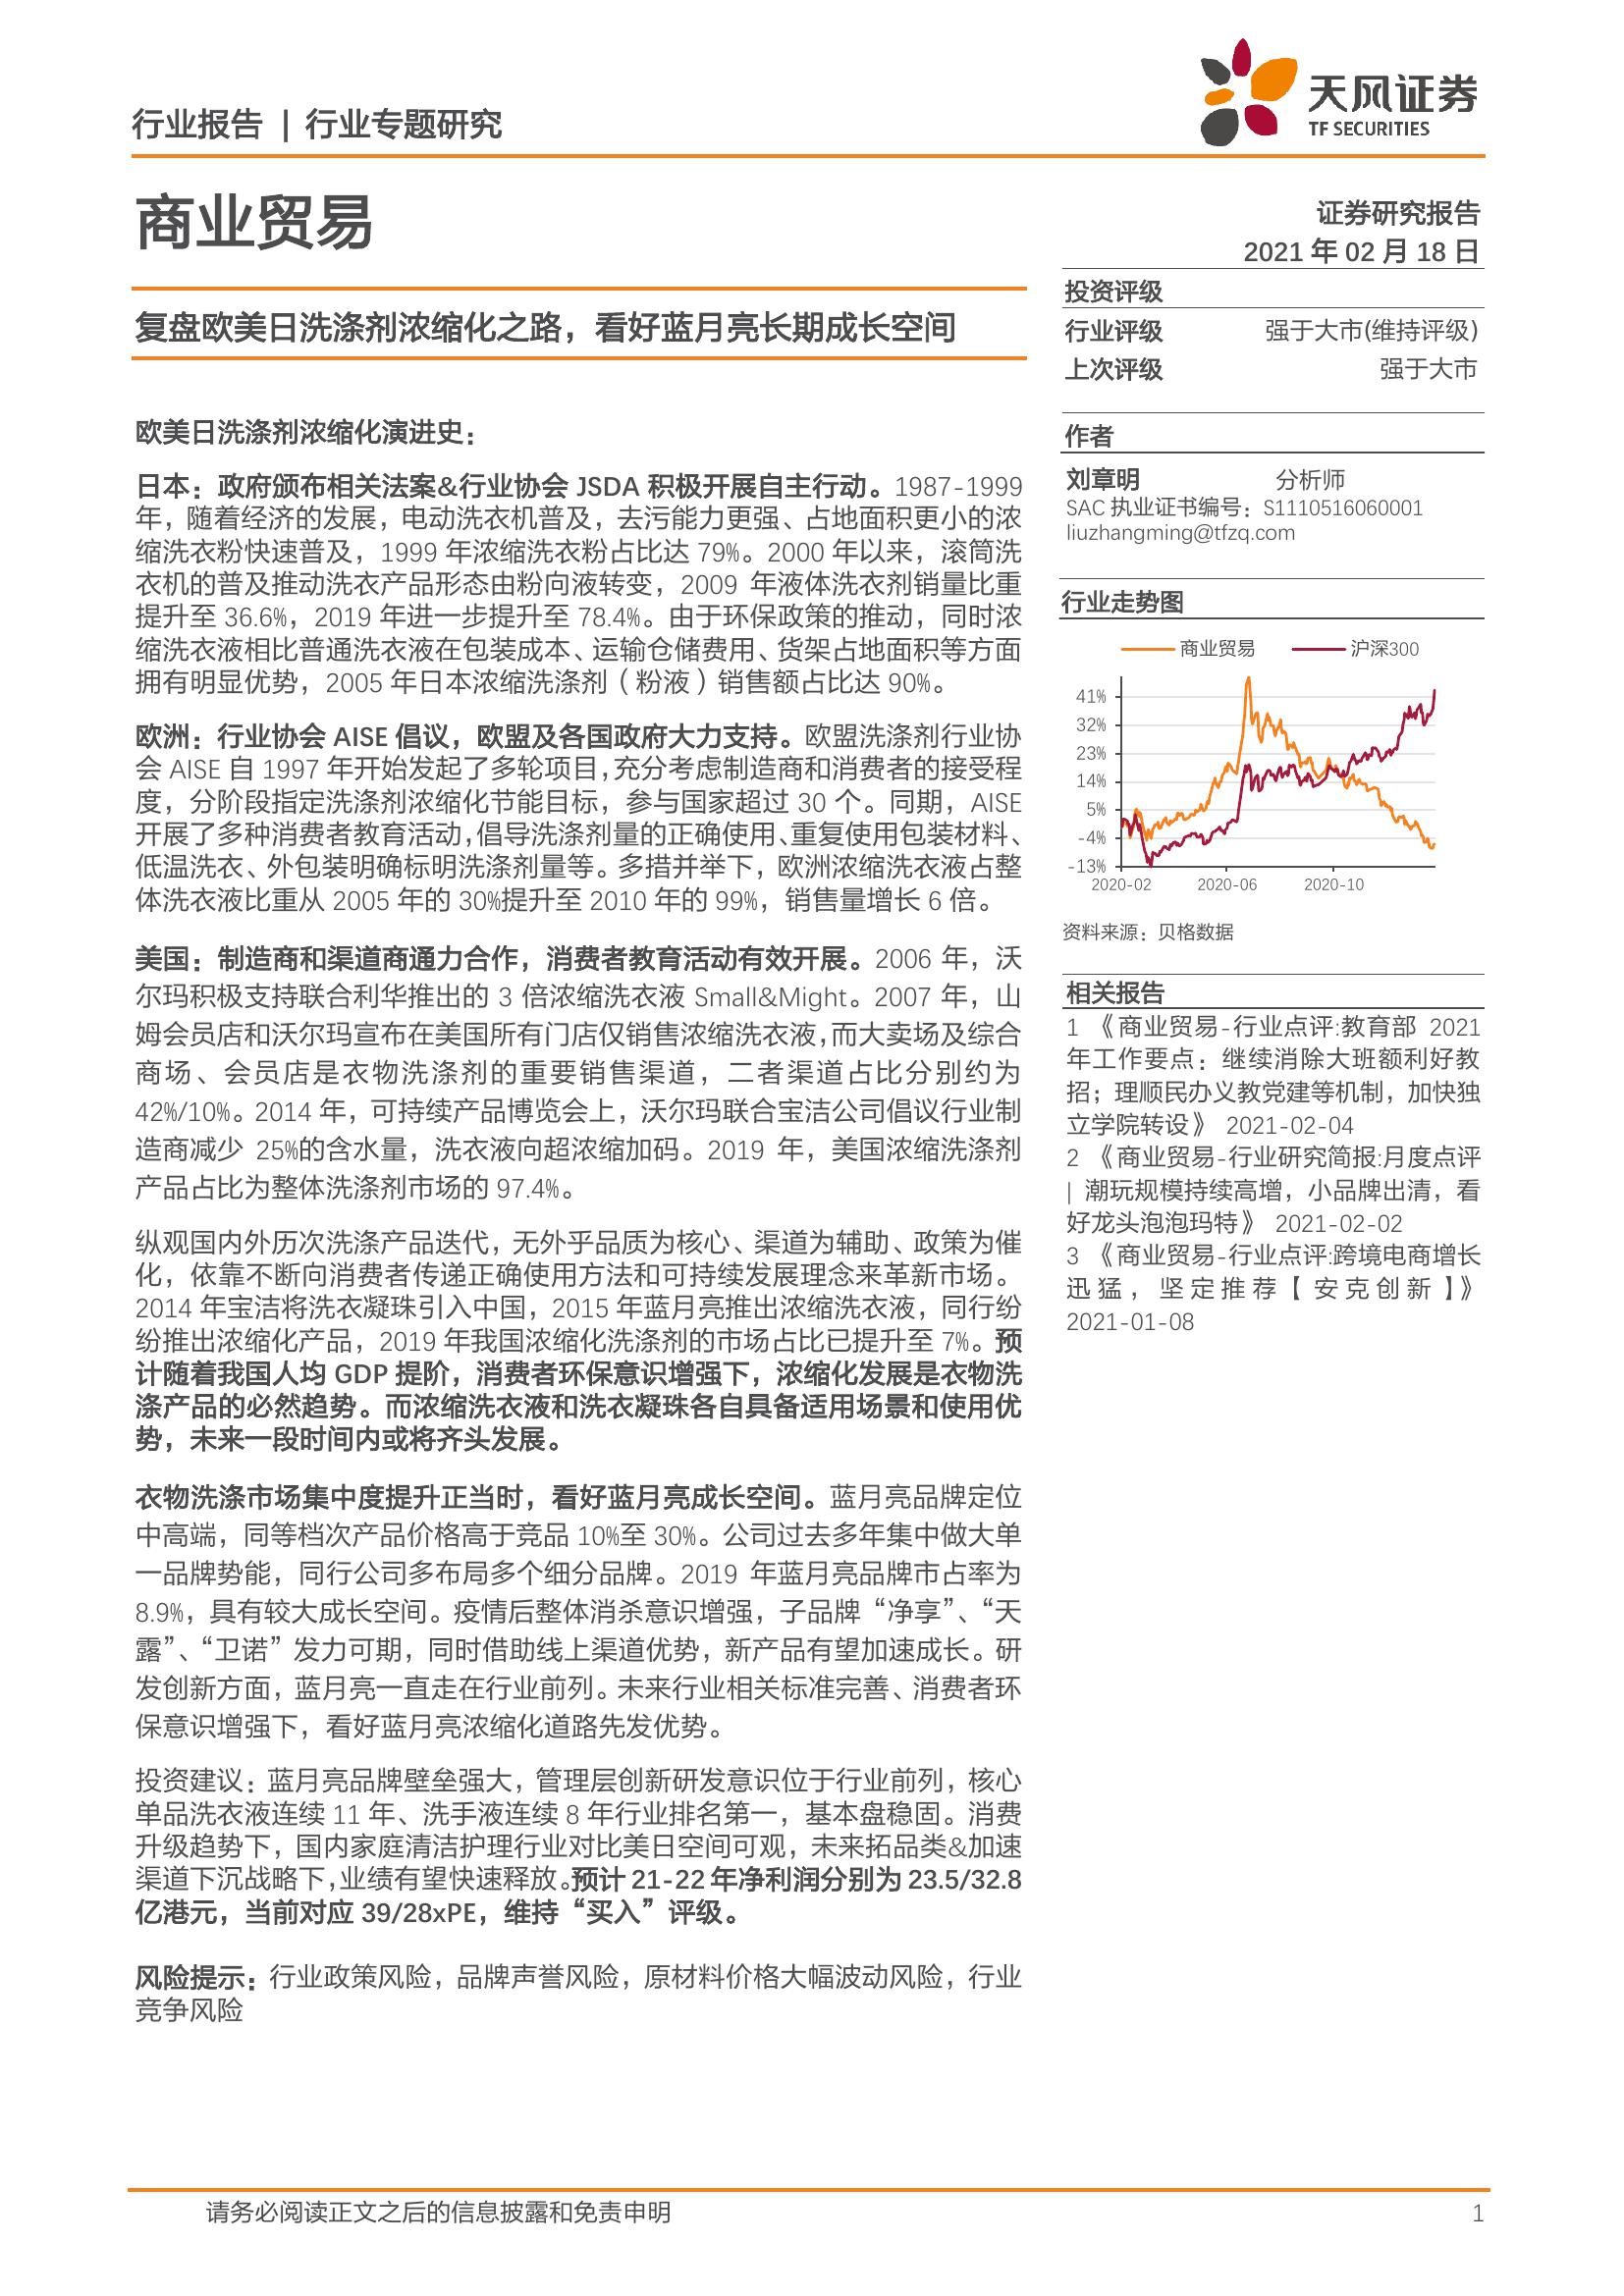 行业报告 | 行业专题研究
天风证券
TF SECURITIES
商业贸易
证券研究报告
2021 年 02 月 18 日
复盘欧美日洗涤剂浓缩化之路，看好蓝月亮长期成长空间
欧美日洗涤剂浓缩化演进史：
日本：政府颁布相关法案&行业协会 JSDA 积极开展自主行动。1987-1999
年，随着经济的发展，电动洗衣机普及，去污能力更强、占地面积更小的浓
缩洗衣粉快速普及，1999 年浓缩洗衣粉占比达 79%。2000 年以来，滚筒洗
衣机的普及推动洗衣产品形态由粉向液转变，2009 年液体洗衣剂销量比重
提升至 36.6%，2019 年进一步提升至 78.4%。由于环保政策的推动，同时浓
缩洗衣液相比普通洗衣液在包装成本、运输仓储费用、货架占地面积等方面
拥有明显优势，2005 年日本浓缩洗涤剂（粉液）销售额占比达 90%。
欧洲：行业协会 AISE 倡议，欧盟及各国政府大力支持。欧盟洗涤剂行业协
会 AISE 自 1997 年开始发起了多轮项目，充分考虑制造商和消费者的接受程
度，分阶段指定洗涤剂浓缩化节能目标，参与国家超过 30 个。同期，AISE
开展了多种消费者教育活动，倡导洗涤剂量的正确使用、重复使用包装材料、
低温洗衣、外包装明确标明洗涤剂量等。多措并举下，欧洲浓缩洗衣液占整
体洗衣液比重从 2005 年的 30%提升至 2010 年的 99%，销售量增长 6 倍。
美国：制造商和渠道商通力合作，消费者教育活动有效开展。2006 年，沃
尔玛积极支持联合利华推出的 3 倍浓缩洗衣液 Small&Might。2007 年，山
姆会员店和沃尔玛宣布在美国所有门店仅销售浓缩洗衣液，而大卖场及综合
商场、会员店是衣物洗涤剂的重要销售渠道，二者渠道占比分别约为
42%/10%。2014 年，可持续产品博览会上，沃尔玛联合宝洁公司倡议行业制
造商减少 25%的含水量，洗衣液向超浓缩加码。2019 年，美国浓缩洗涤剂
产品占比为整体洗涤剂市场的 97.4%。
纵观国内外历次洗涤产品迭代，无外乎品质为核心、渠道为辅助、政策为催
化，依靠不断向消费者传递正确使用方法和可持续发展理念来革新市场。
2014 年宝洁将洗衣凝珠引入中国，2015 年蓝月亮推出浓缩洗衣液，同行纷
纷推出浓缩化产品，2019 年我国浓缩化洗涤剂的市场占比已提升至 7%。预
计随着我国人均 GDP 提阶，消费者环保意识增强下，浓缩化发展是衣物洗
涤产品的必然趋势。而浓缩洗衣液和洗衣凝珠各自具备适用场景和使用优
势，未来一段时间内或将齐头发展。
衣物洗涤市场集中度提升正当时，看好蓝月亮成长空间。蓝月亮品牌定位
中高端，同等档次产品价格高于竞品 10%至 30%。公司过去多年集中做大单
一品牌势能，同行公司多布局多个细分品牌。2019 年蓝月亮品牌市占率为
8.9%，具有较大成长空间。疫情后整体消杀意识增强，子品牌“净享”、“天
露”、“卫诺”发力可期，同时借助线上渠道优势，新产品有望加速成长。研
发创新方面，蓝月亮一直走在行业前列。未来行业相关标准完善、消费者环
保意识增强下，看好蓝月亮浓缩化道路先发优势。
投资建议：蓝月亮品牌壁垒强大，管理层创新研发意识位于行业前列，核心
单品洗衣液连续 11 年、洗手液连续 8 年行业排名第一，基本盘稳固。消费
升级趋势下，国内家庭清洁护理行业对比美日空间可观，未来拓品类&加速
渠道下沉战略下，业绩有望快速释放。预计 21-22 年净利润分别为 23.5/32.8
亿港元，当前对应 39/28xPE，维持“买入”评级。
风险提示：行业政策风险，品牌声誉风险，原材料价格大幅波动风险，行业
竞争风险
投资评级
行业评级 强于大市(维持评级)
上次评级 强于大市
作者
刘章明 分析师
SAC 执业证书编号：S1110516060001
liuzhangming@tfzq.com
行业走势图
商业贸易 沪深300
41%
32%
23%
14%
5%
-4%
-13%
2020-02 2020-06 2020-10
资料来源：贝格数据
相关报告
1 《商业贸易-行业点评:教育部 2021
年工作要点：继续消除大班额利好教
招；理顺民办义教党建等机制，加快独
立学院转设》 2021-02-04
2 《商业贸易-行业研究简报:月度点评
| 潮玩规模持续高增，小品牌出清，看
好龙头泡泡玛特》 2021-02-02
3 《商业贸易-行业点评:跨境电商增长
迅猛，坚定推荐【安克创新】》
2021-01-08
请务必阅读正文之后的信息披露和免责申明 1